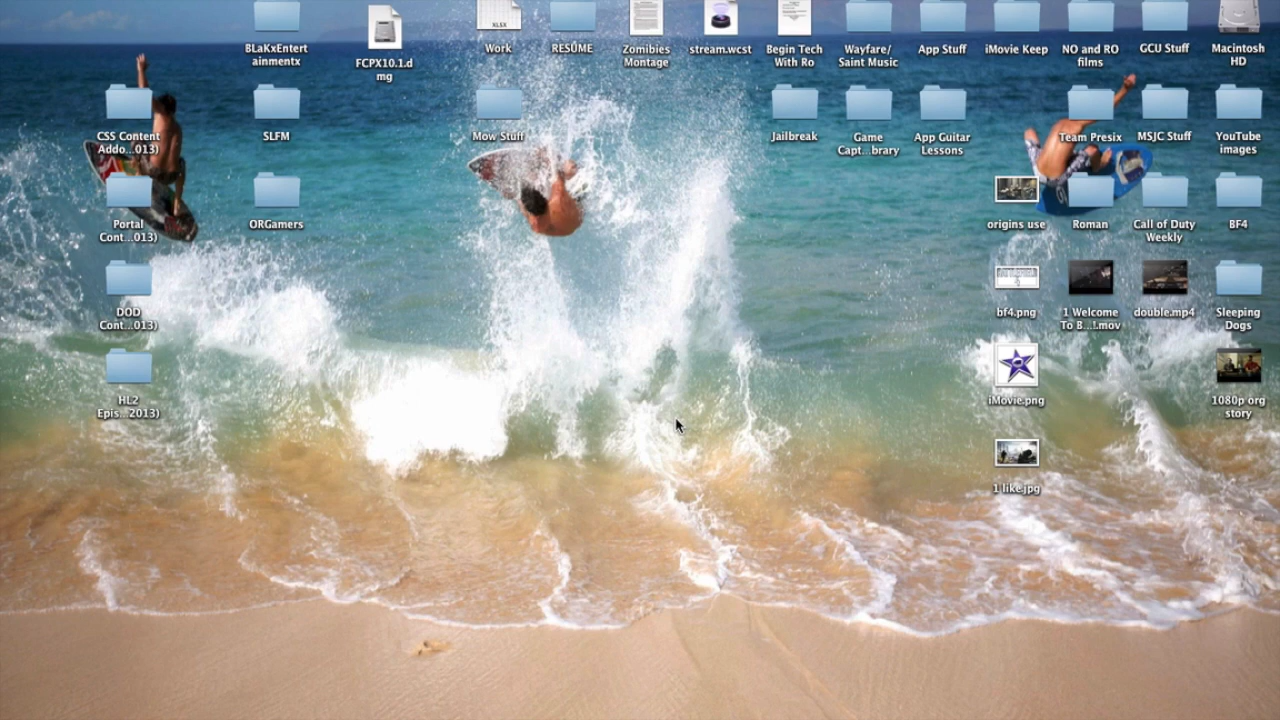 BLaKxEntert
ainmentx
FCPX10.1.d
mg
XLSX
Work
RESUME
Zomibies
Montage
stream.wcst
Begin Tech
With Ro
Wayfare/
Saint Music
App Stuff
iMovie Keep
NO and RO
films
GCU Stuff
Macintosh
HD
CSS Content
Addo...013)
SLFM
Mow Stuff
Jailbreak
Game
Capt...brary
App Guitar
Lessons
Team Presix
MSJC Stuff
YouTube
images
Portal
Cont...013)
ORGamers
origins use
Roman
Call of Duty
Weekly
BF4
DOD
Cont...013)
bf4.png
1 Welcome
To B...!.mov
double.mp4
Sleeping
Dogs
HL2
Epis...2013)
iMovie.png
1080p org
story
1 like.jpg